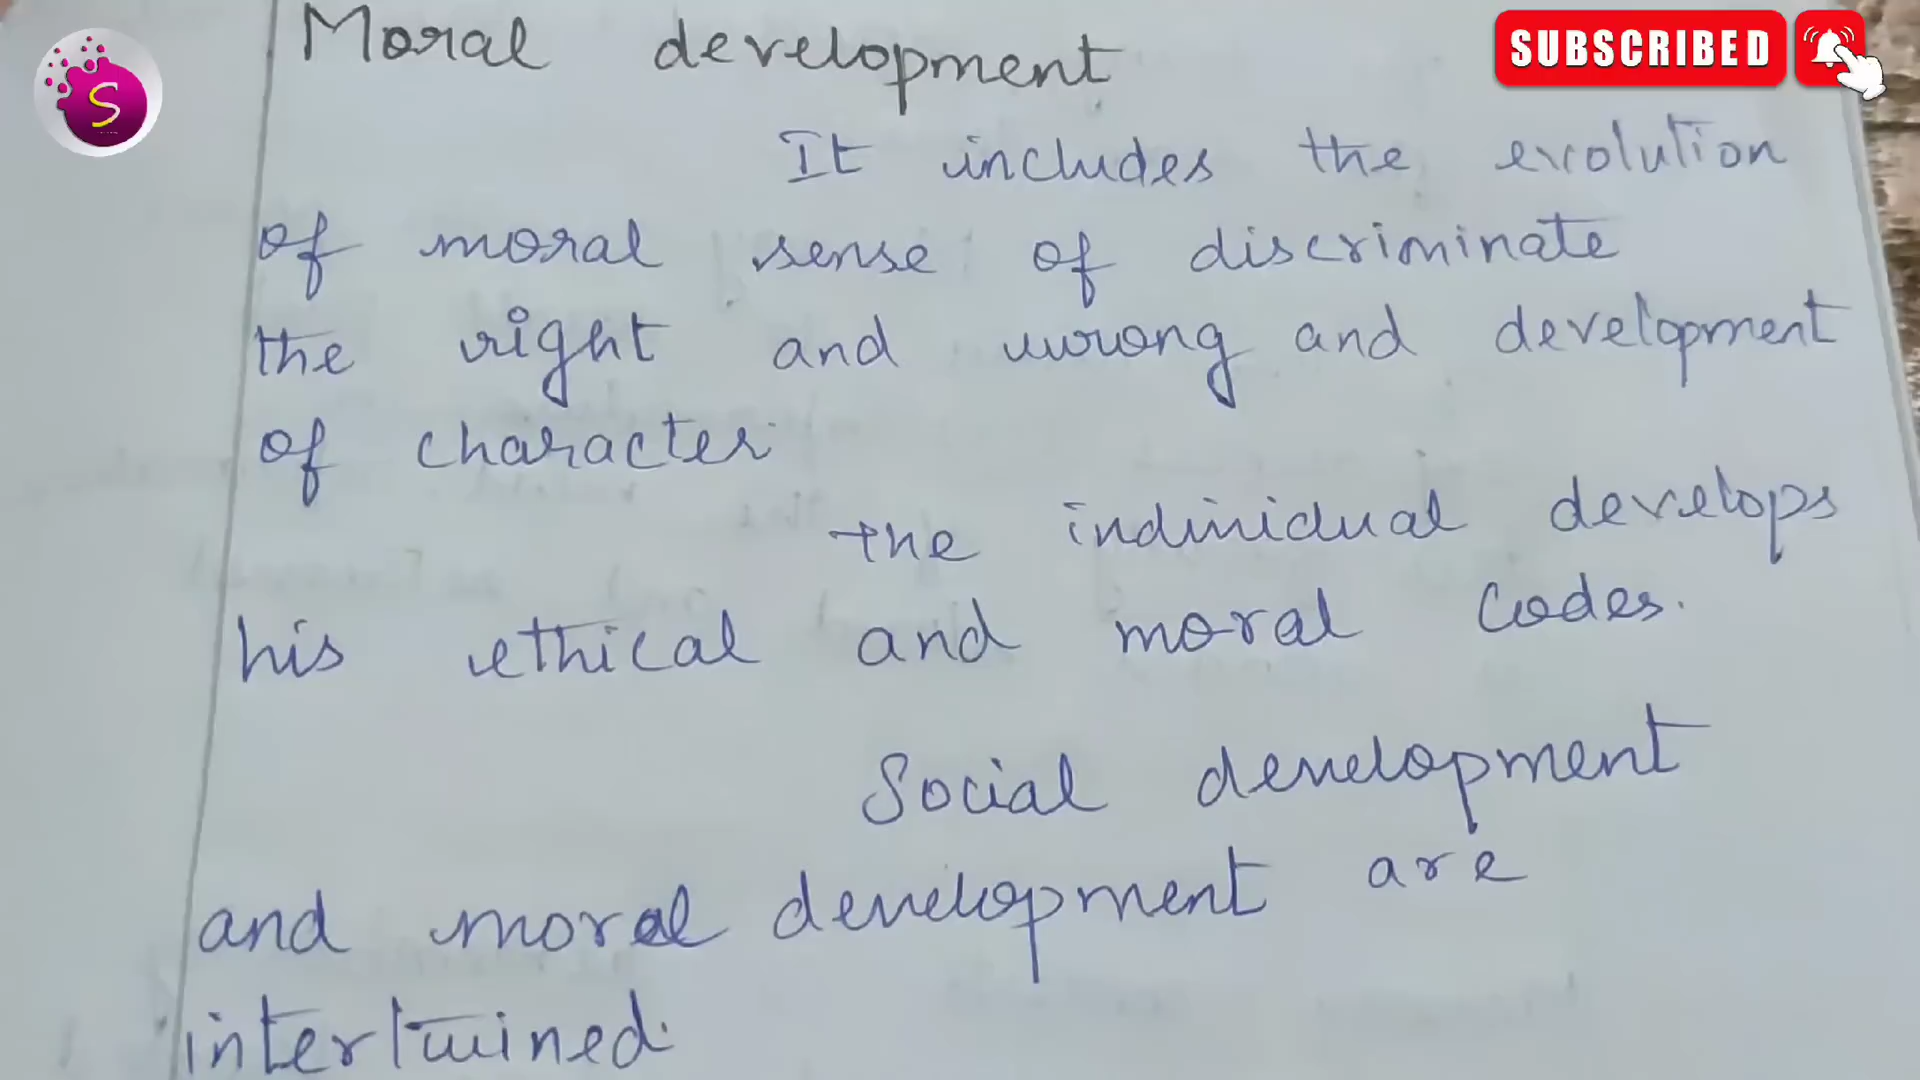 Moral development
SUBSCRIBED
S
It includes the evolution
of moral sense of discriminate
the right and wrong and development
of character.
the individual develops
his ethical and moral codes.
Social development
and moral development are
intertwined.